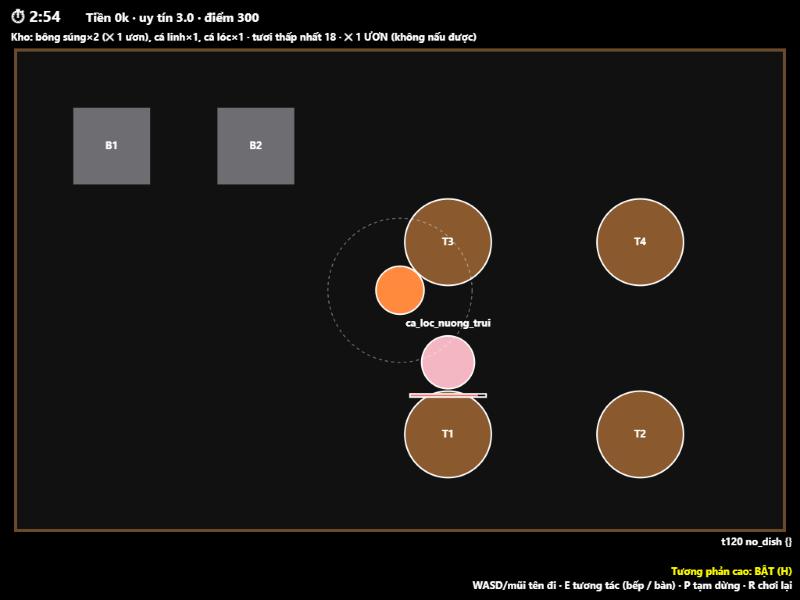 ⏱ 2:54 Tiền 0k · uy tín 3.0 · điểm 300
Kho: bông súng×2 (✕ 1 ươn), cá linh×1, cá lóc×1 · tươi thấp nhất 18 · ✕ 1 ƯƠN (không nấu được)
B1 B2
T3 T4
ca_loc_nuong_trui
T1 T2
t120 no_dish {}
Tương phản cao: BẬT (H)
WASD/mũi tên đi · E tương tác (bếp / bàn) · P tạm dừng · R chơi lại